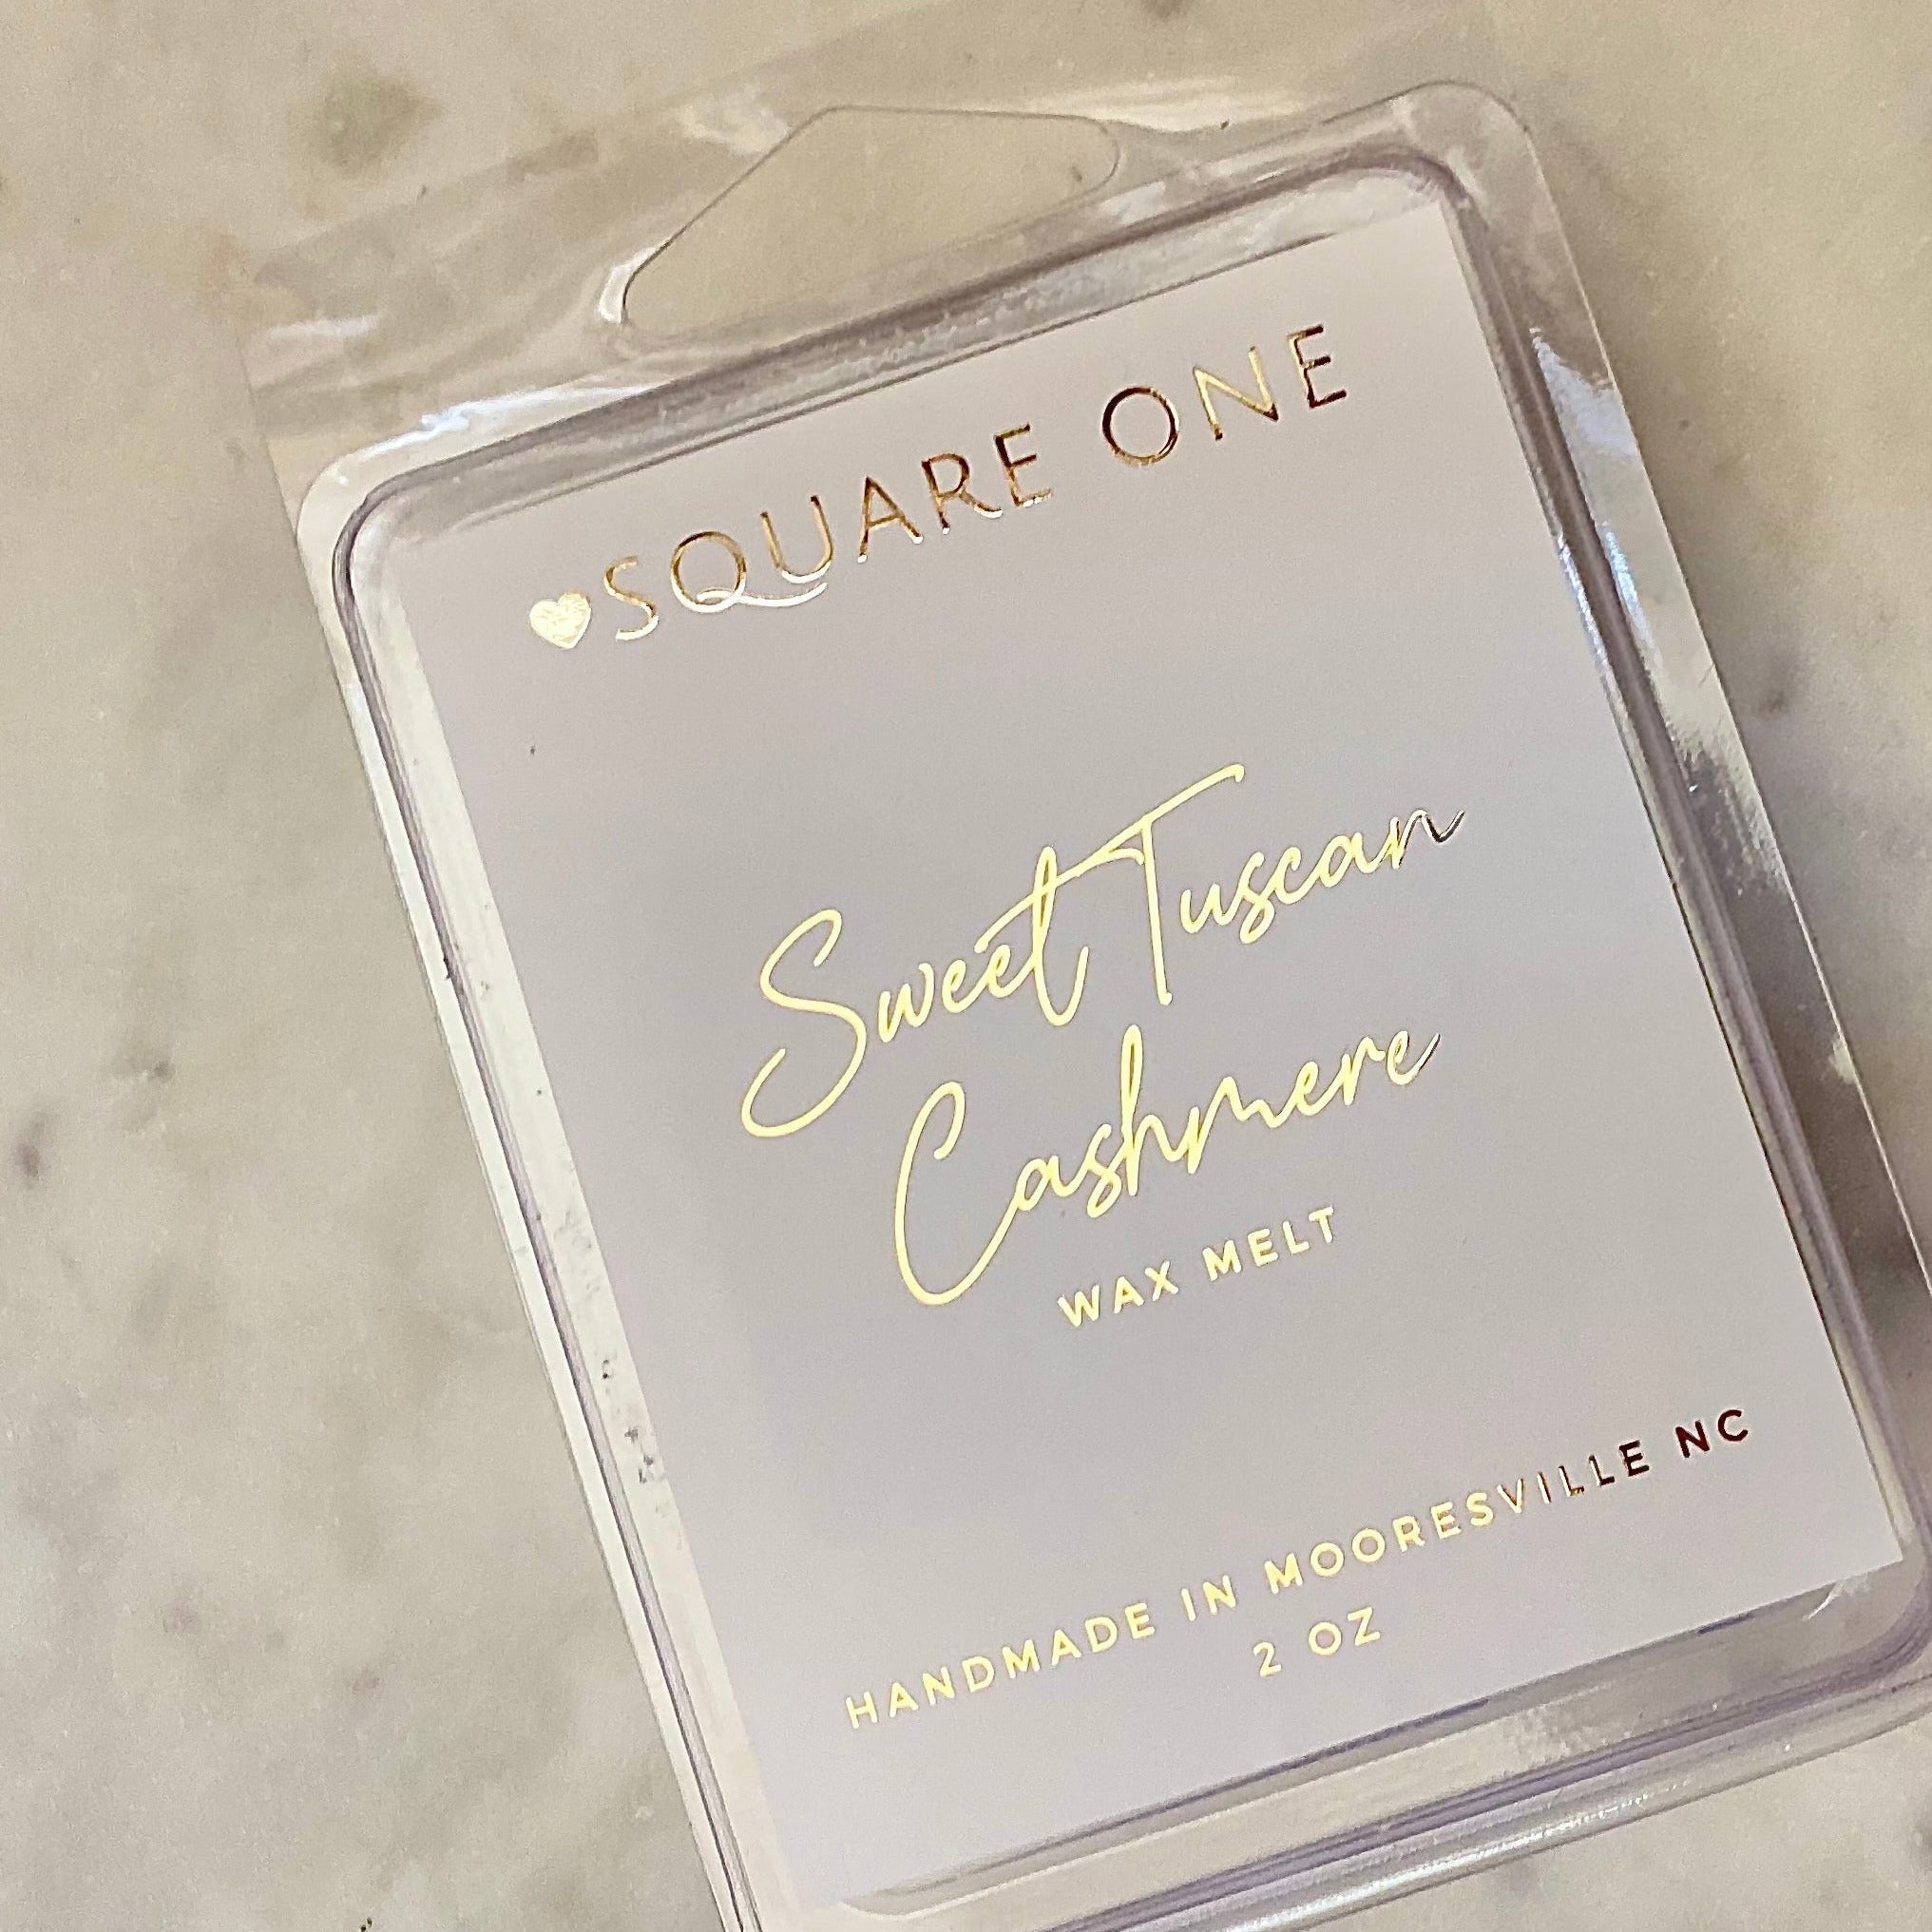 SQUARE ONE
Sweet Tuscan
Cashmere
WAX MELT
HANDMADE IN MOORESVILLE NC
2 OZ